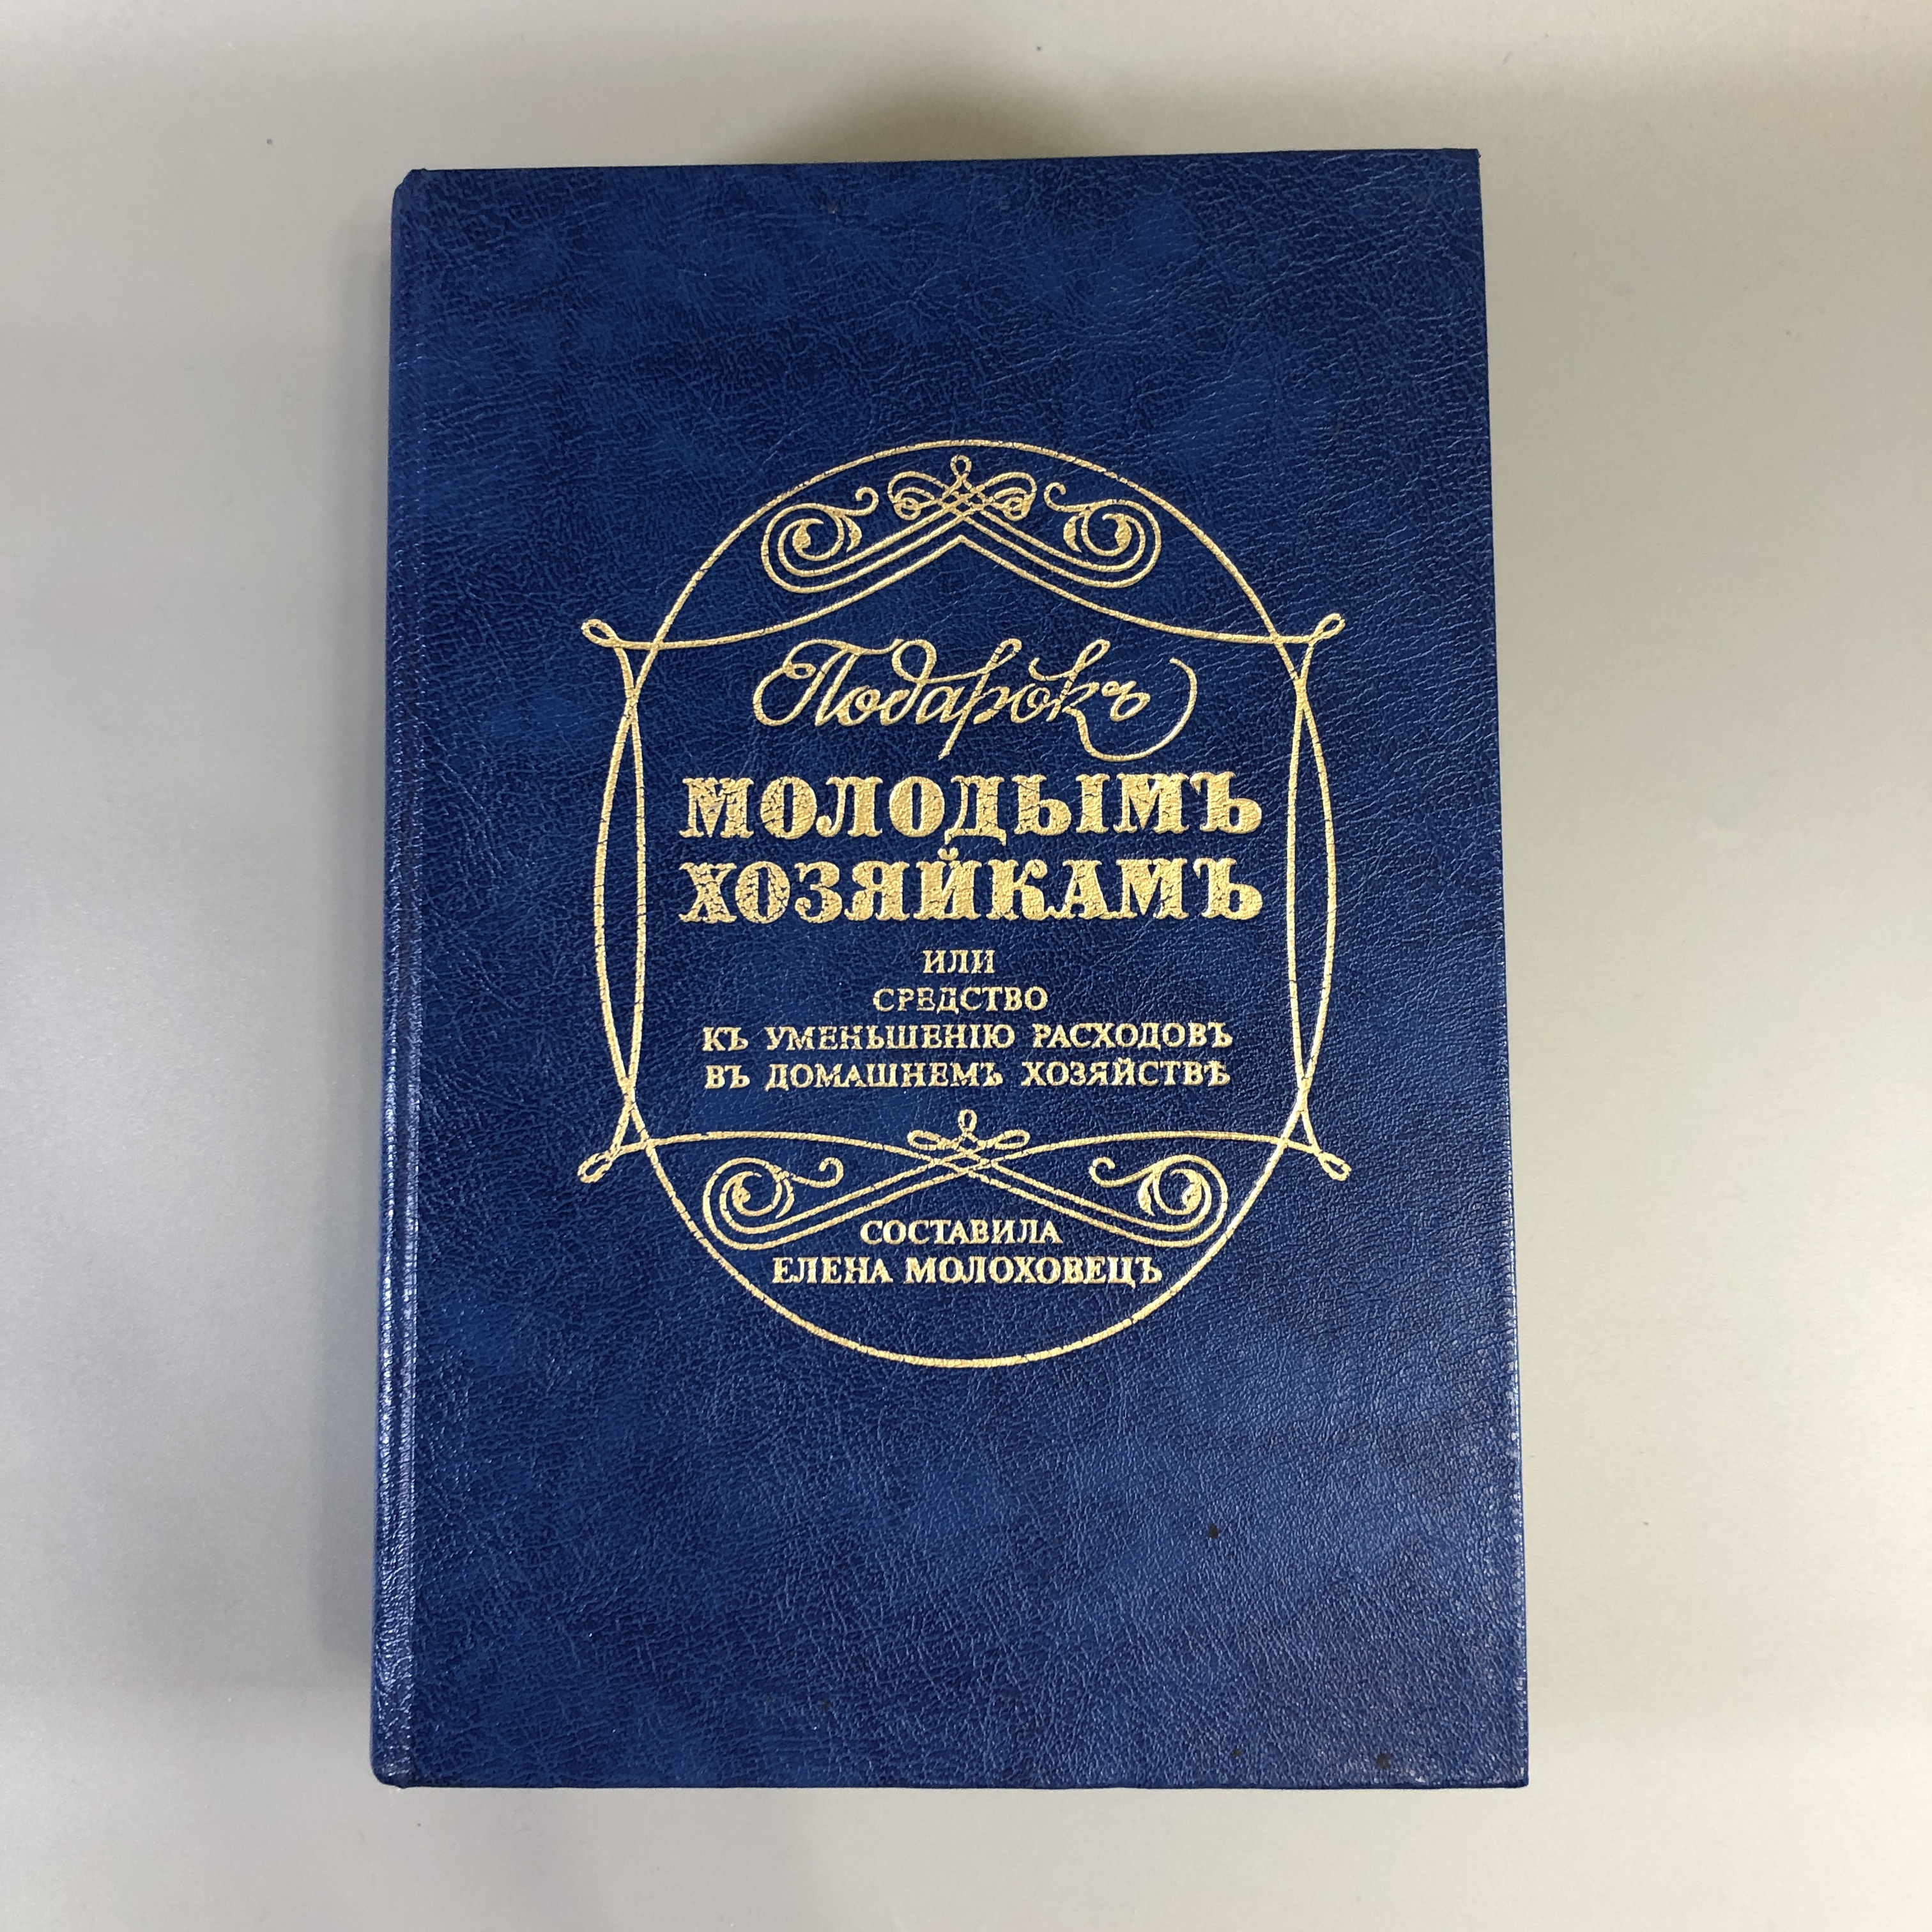 Подарокъ
МОЛОДЫМЪ
ХОЗЯЙКАМЪ
ИЛИ
СРЕДСТВО
КЪ УМЕНЬШЕНІЮ РАСХОДОВЪ
ВЪ ДОМАШНЕМЪ ХОЗЯЙСТВѢ
СОСТАВИЛА
ЕЛЕНА МОЛОХОВЕЦЪ